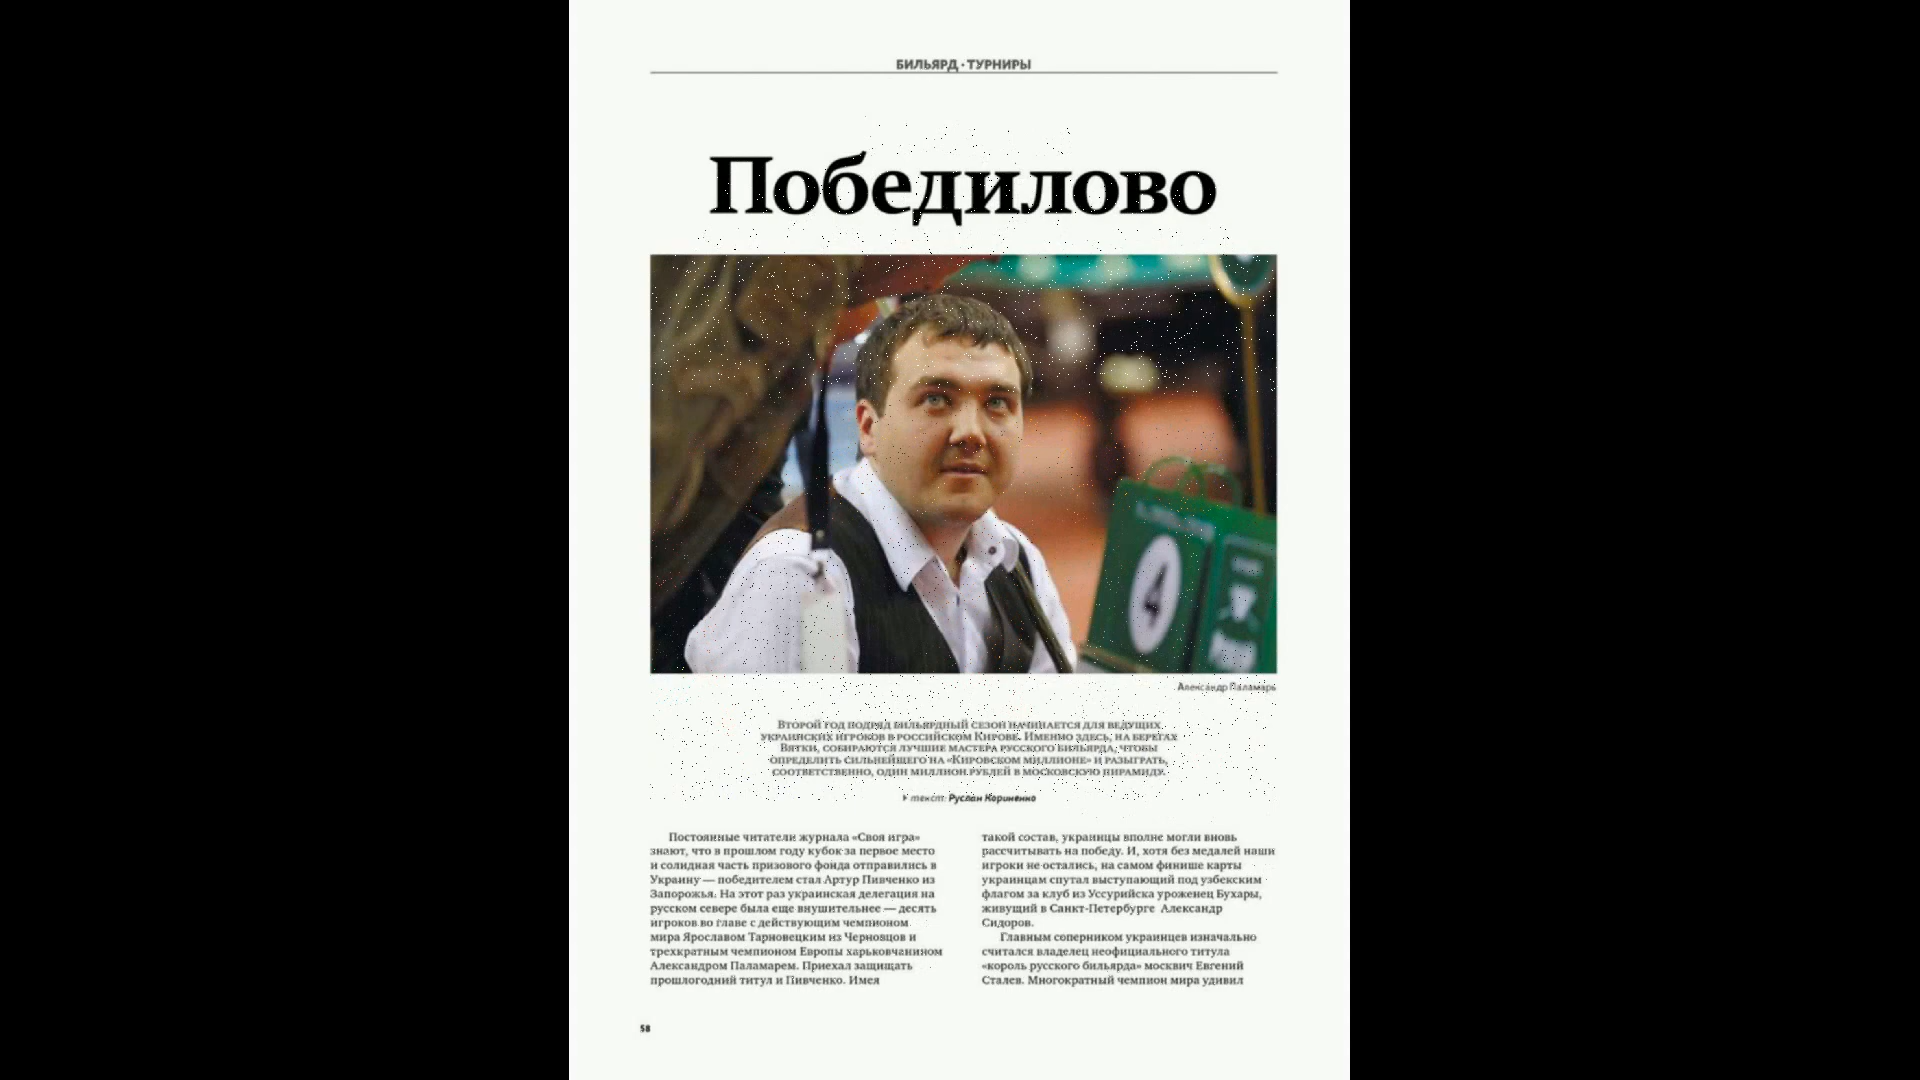 БИЛЬЯРД · ТУРНИРЫ
Победилово
4
Александр Паламарь
Второй год подряд бильярдный сезон начинается для ведущих
украинских игроков в российском Кирове. Именно здесь, на берегах
Вятки, собираются лучшие мастера русского бильярда, чтобы
определить сильнейшего на «Кировском миллионе» и разыграть,
соответственно, один миллион рублей в московскую пирамиду.
текст: Руслан Кориненко
Постоянные читатели журнала «Своя игра»
знают, что в прошлом году кубок за первое место
и солидная часть призового фонда отправились в
Украину — победителем стал Артур Пивченко из
Запорожья. На этот раз украинская делегация на
русском севере была еще внушительнее — десять
игроков во главе с действующим чемпионом
мира Ярославом Тарновецким из Черновцов и
трехкратным чемпионом Европы харьковчанином
Александром Паламарем. Приехал защищать
прошлогодний титул и Пивченко. Имея
такой состав, украинцы вполне могли вновь
рассчитывать на победу. И, хотя без медалей наши
игроки не остались, на самом финише карты
украинцам спутал выступающий под узбекским
флагом за клуб из Уссурийска уроженец Бухары,
живущий в Санкт-Петербурге Александр
Сидоров.
Главным соперником украинцев изначально
считался владелец неофициального титула
«король русского бильярда» москвич Евгений
Сталев. Многократный чемпион мира удивил
58